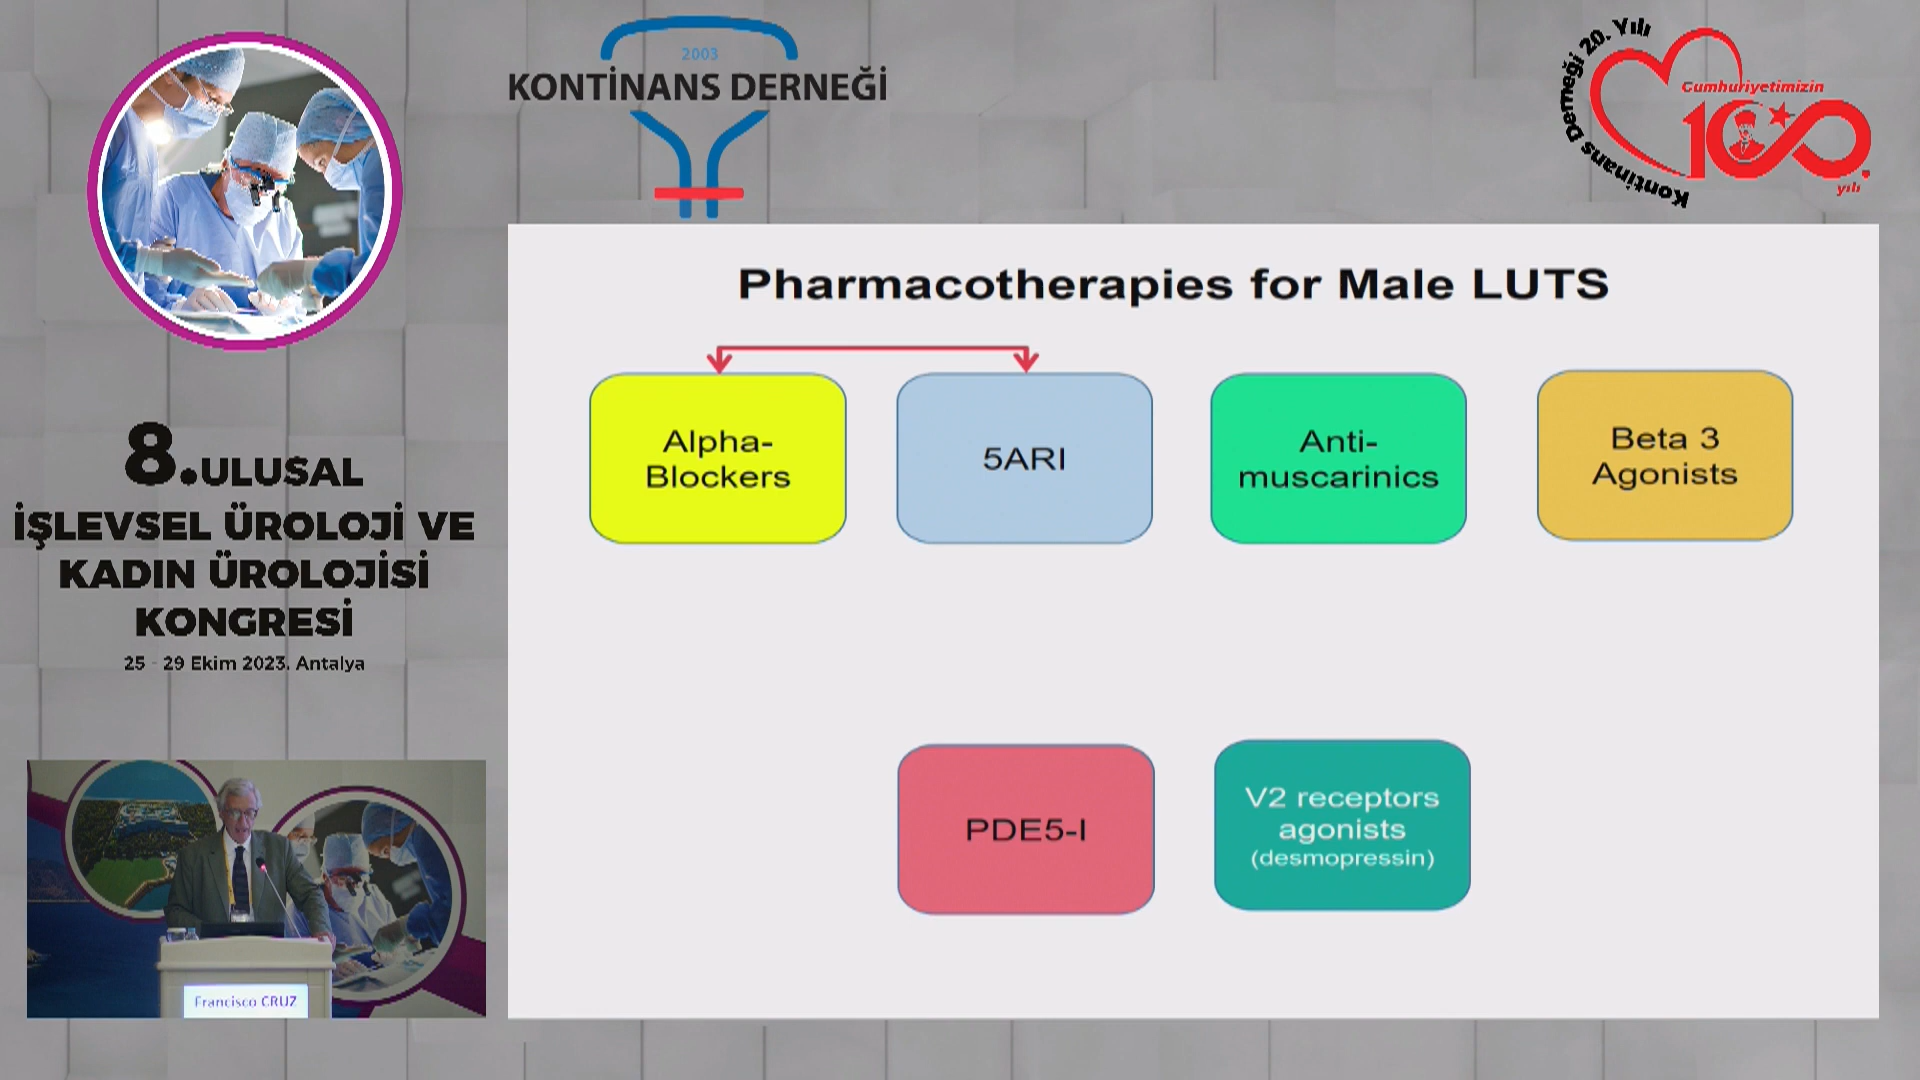 2003
KONTİNANS DERNEĞİ
Kontinans Derneği 20. Yılı
Cumhuriyetimizin
100.
yılı
8.ULUSAL
İŞLEVSEL ÜROLOJİ VE
KADIN ÜROLOJİSİ
KONGRESİ
25 - 29 Ekim 2023. Antalya
Francisco CRUZ
Pharmacotherapies for Male LUTS
Alpha-
Blockers
5ARI
Anti-
muscarinics
Beta 3
Agonists
PDE5-I
V2 receptors
agonists
(desmopressin)